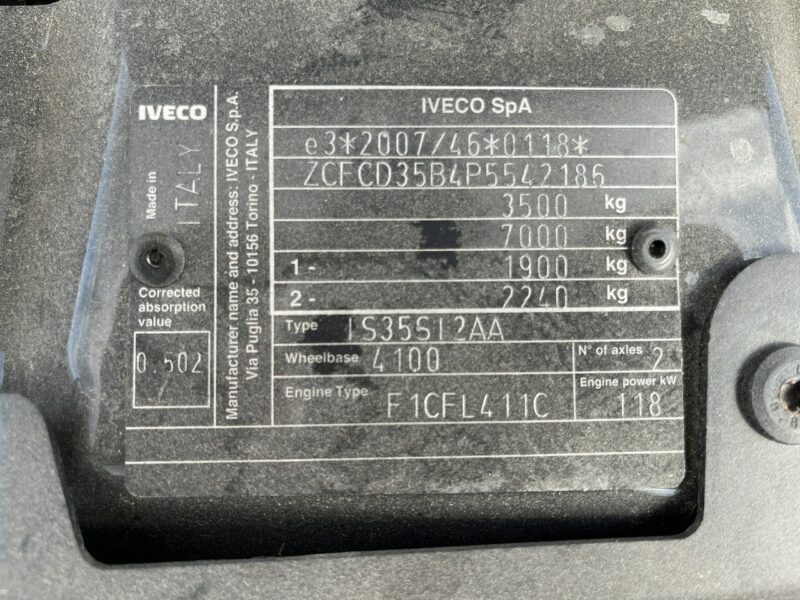 IVECO
Made in
ITALY
Corrected
absorption
value
0.502
Manufacturer name and address: IVECO S.p.A.
Via Puglia 35 - 10156 Torino - ITALY
IVECO SpA
e3*2007/46*0118*
ZCFCD35B4P5542186
3500 kg
7000 kg
1- 1900 kg
2- 2240 kg
Type IS35SI2AA
Wheelbase 4100
N° of axles 2
Engine Type F1CFL411C
Engine power kW
118